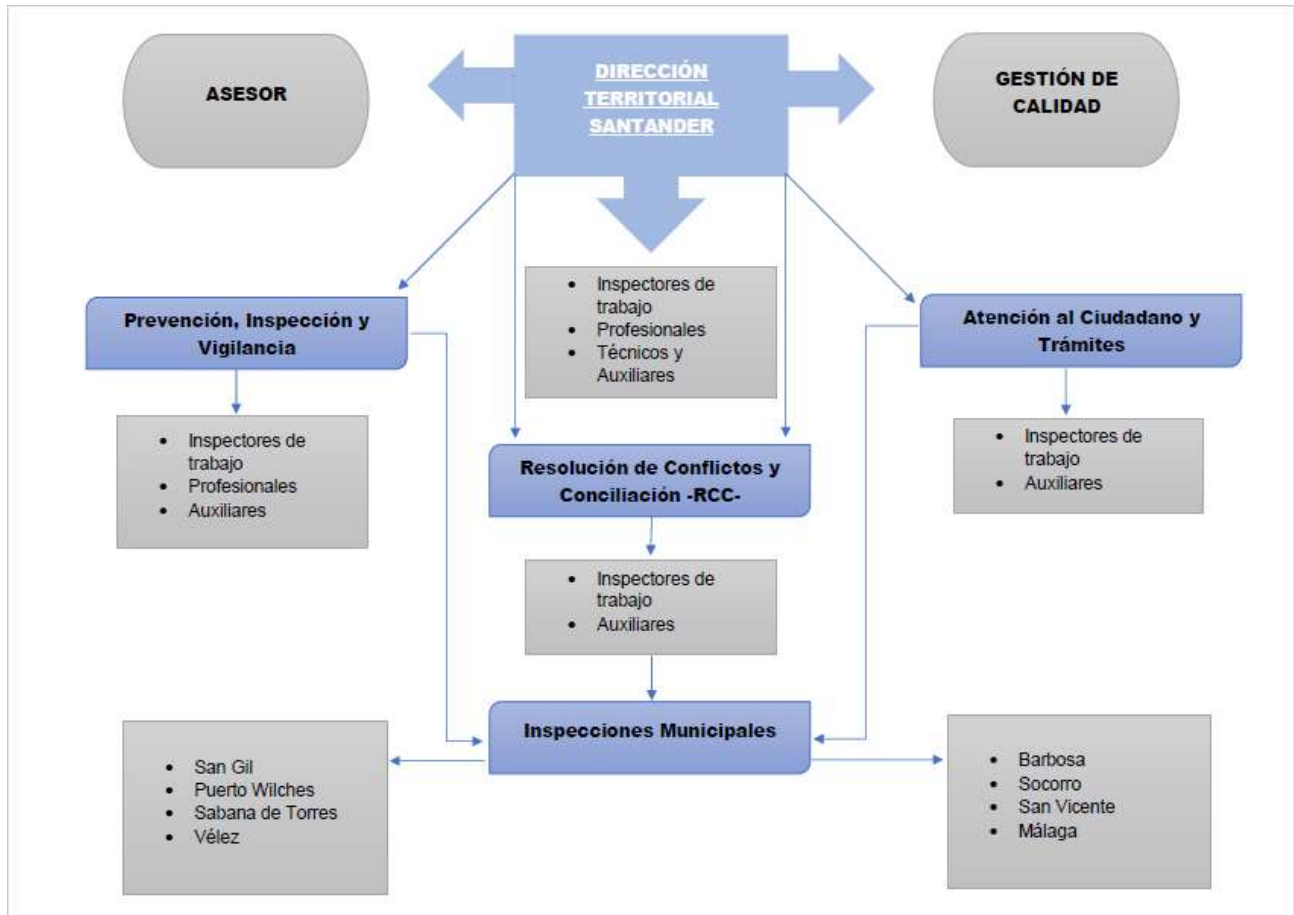 ASESOR
DIRECCIÓN
TERRITORIAL
SANTANDER
GESTIÓN DE
CALIDAD
• Inspectores de
trabajo
• Profesionales
• Técnicos y
Auxiliares
Prevención, Inspección y
Vigilancia
Atención al Ciudadano y
Trámites
• Inspectores de
trabajo
• Profesionales
• Auxiliares
Resolución de Conflictos y
Conciliación -RCC-
• Inspectores de
trabajo
• Auxiliares
• Inspectores de
trabajo
• Auxiliares
Inspecciones Municipales
• San Gil
• Puerto Wilches
• Sabana de Torres
• Vélez
• Barbosa
• Socorro
• San Vicente
• Málaga